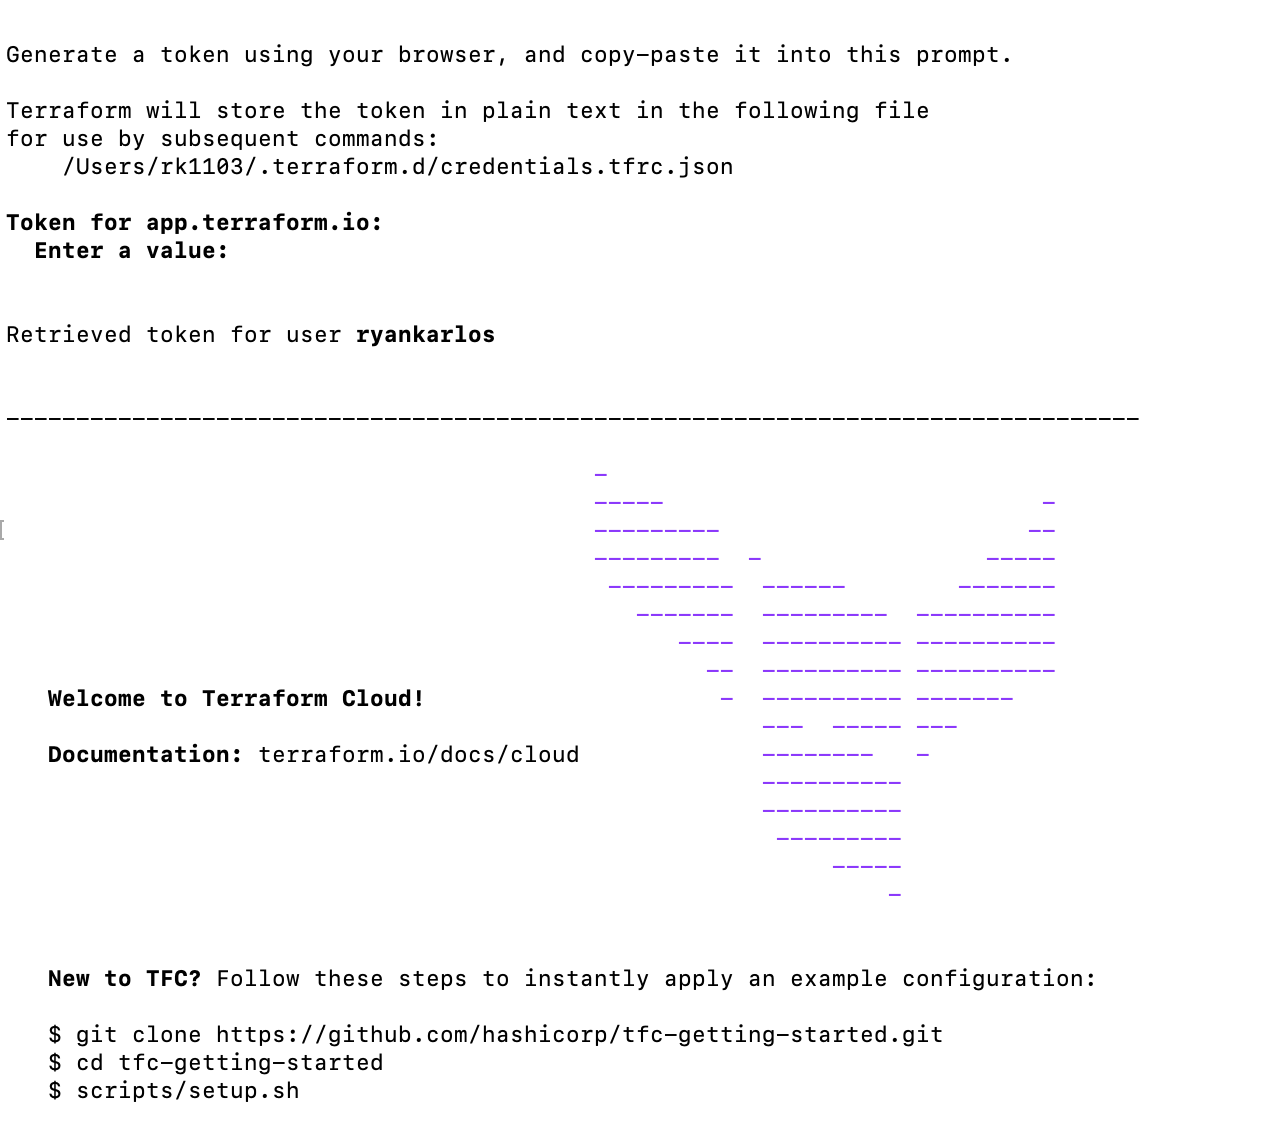 Generate a token using your browser, and copy-paste it into this prompt.
Terraform will store the token in plain text in the following file
for use by subsequent commands:
/Users/rk1103/.terraform.d/credentials.tfrc.json
Token for app.terraform.io:
Enter a value:
Retrieved token for user ryankarlos
---------------------------------------------------------------------------------
-
----- -
--------- --
--------- - -----
--------- ------ -------
------- --------- ----------
---- ---------- ----------
-- ---------- ----------
Welcome to Terraform Cloud! - ---------- -------
--- ----- ---
Documentation: terraform.io/docs/cloud -------- -
----------
----------
---------
-----
-
New to TFC? Follow these steps to instantly apply an example configuration:
$ git clone https://github.com/hashicorp/tfc-getting-started.git
$ cd tfc-getting-started
$ scripts/setup.sh